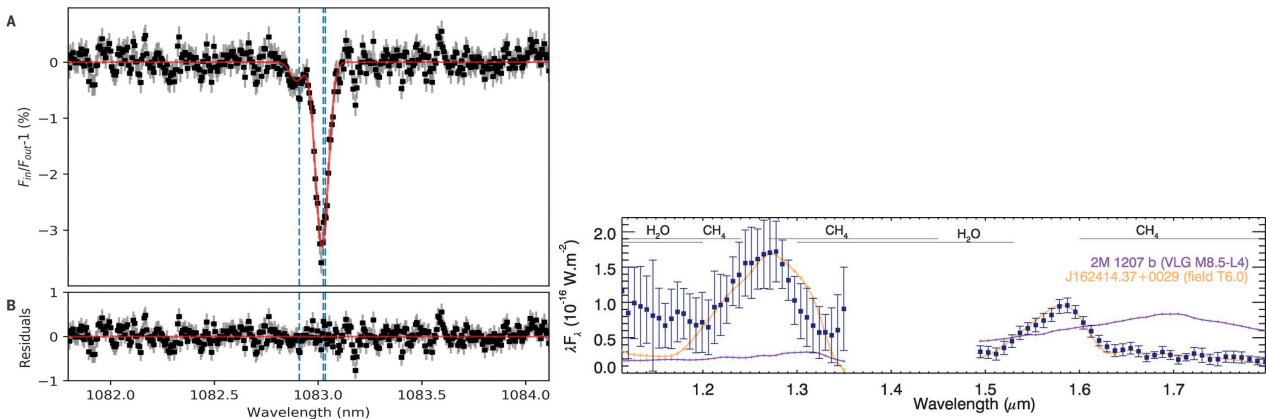 A
0
-1
-2
-3
F_in/F_out-1 (%)
B
1
0
-1
Residuals
1082.0 1082.5 1083.0 1083.5 1084.0
Wavelength (nm)
H₂O CH₄ CH₄ H₂O CH₄
2M 1207 b (VLG M8.5-L4)
J162414.37+0029 (field T6.0)
2.0
1.5
1.0
0.5
0.0
λF_λ (10⁻¹⁶ W.m⁻²)
1.2 1.3 1.4 1.5 1.6 1.7
Wavelength (μm)